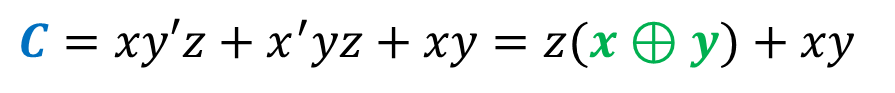 C = xy′z + x′yz + xy = z(x ⊕ y) + xy